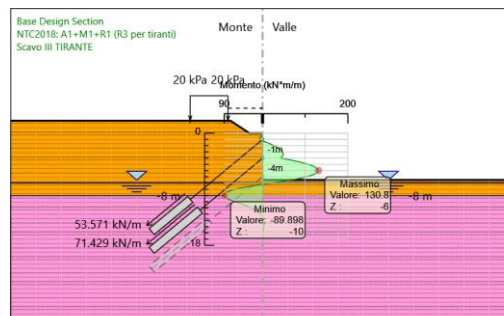 Base Design Section
NTC2018: A1+M1+R1 (R3 per tiranti)
Scavo III TIRANTE
Monte Valle
20 kPa 20 kPa
Momento (kN*m/m)
90 200
0
-1m
-4m
-8 m -8 m
Massimo
Valore: 130.8
Z : -6
Minimo
Valore: -89.898
Z : -10
53.571 kN/m
71.429 kN/m
18